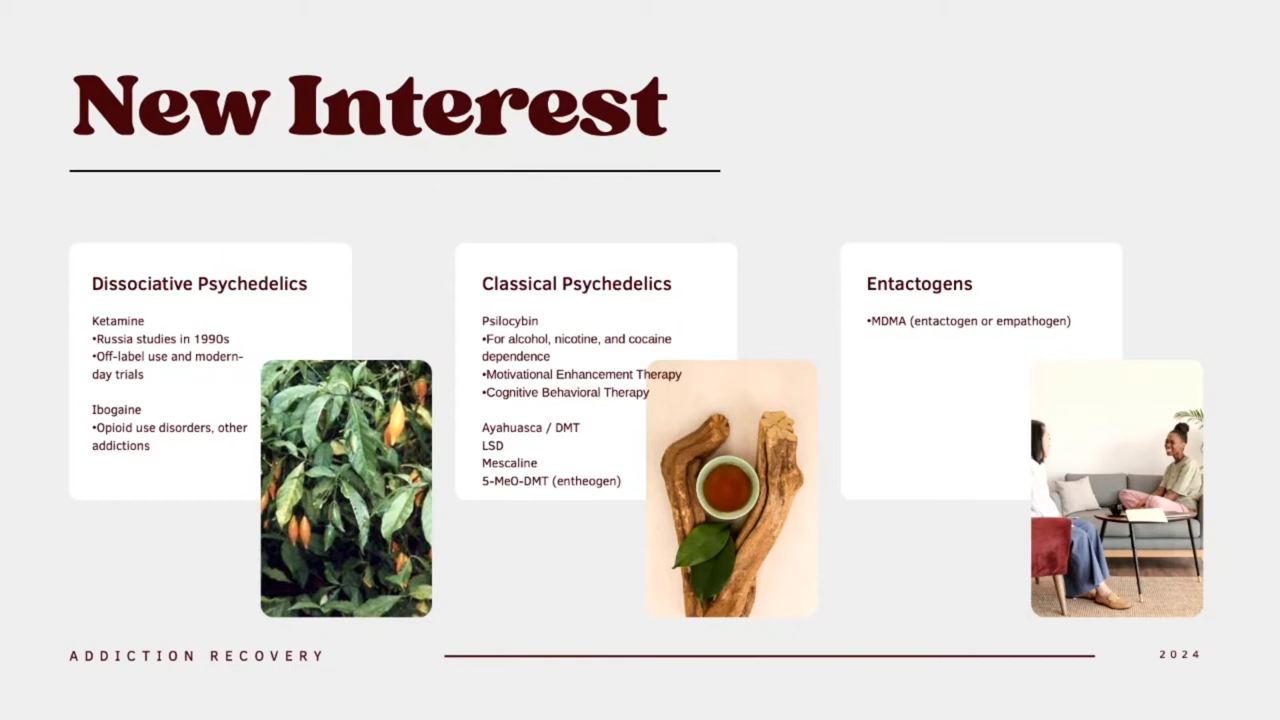 New Interest
Dissociative Psychedelics
Ketamine
•Russia studies in 1990s
•Off-label use and modern-
day trials
Ibogaine
•Opioid use disorders, other
addictions
Classical Psychedelics
Psilocybin
•For alcohol, nicotine, and cocaine
dependence
•Motivational Enhancement Therapy
•Cognitive Behavioral Therapy
Ayahuasca / DMT
LSD
Mescaline
5-MeO-DMT (entheogen)
Entactogens
•MDMA (entactogen or empathogen)
ADDICTION RECOVERY
2024